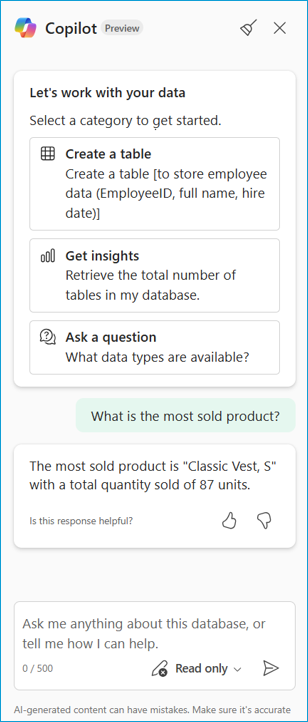 Copilot Preview
Let's work with your data
Select a category to get started.
Create a table
Create a table [to store employee
data (EmployeeID, full name, hire
date)]
Get insights
Retrieve the total number of
tables in my database.
Ask a question
What data types are available?
What is the most sold product?
The most sold product is "Classic Vest, S"
with a total quantity sold of 87 units.
Is this response helpful?
Ask me anything about this database, or
tell me how I can help.
0 / 500 Read only
AI-generated content can have mistakes. Make sure it's accurate